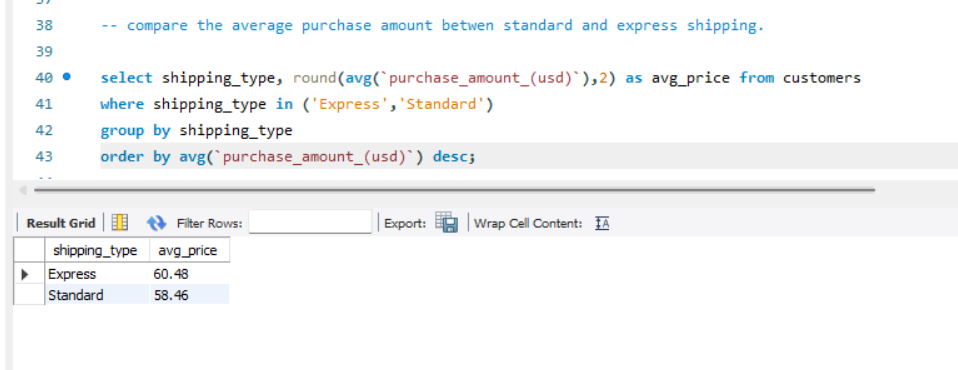 37
38 -- compare the average purchase amount betwen standard and express shipping.
39
40 select shipping_type, round(avg(`purchase_amount_(usd)`),2) as avg_price from customers
41 where shipping_type in ('Express','Standard')
42 group by shipping_type
43 order by avg(`purchase_amount_(usd)`) desc;
Result Grid Filter Rows: Export: Wrap Cell Content: IA
shipping_type avg_price
Express 60.48
Standard 58.46